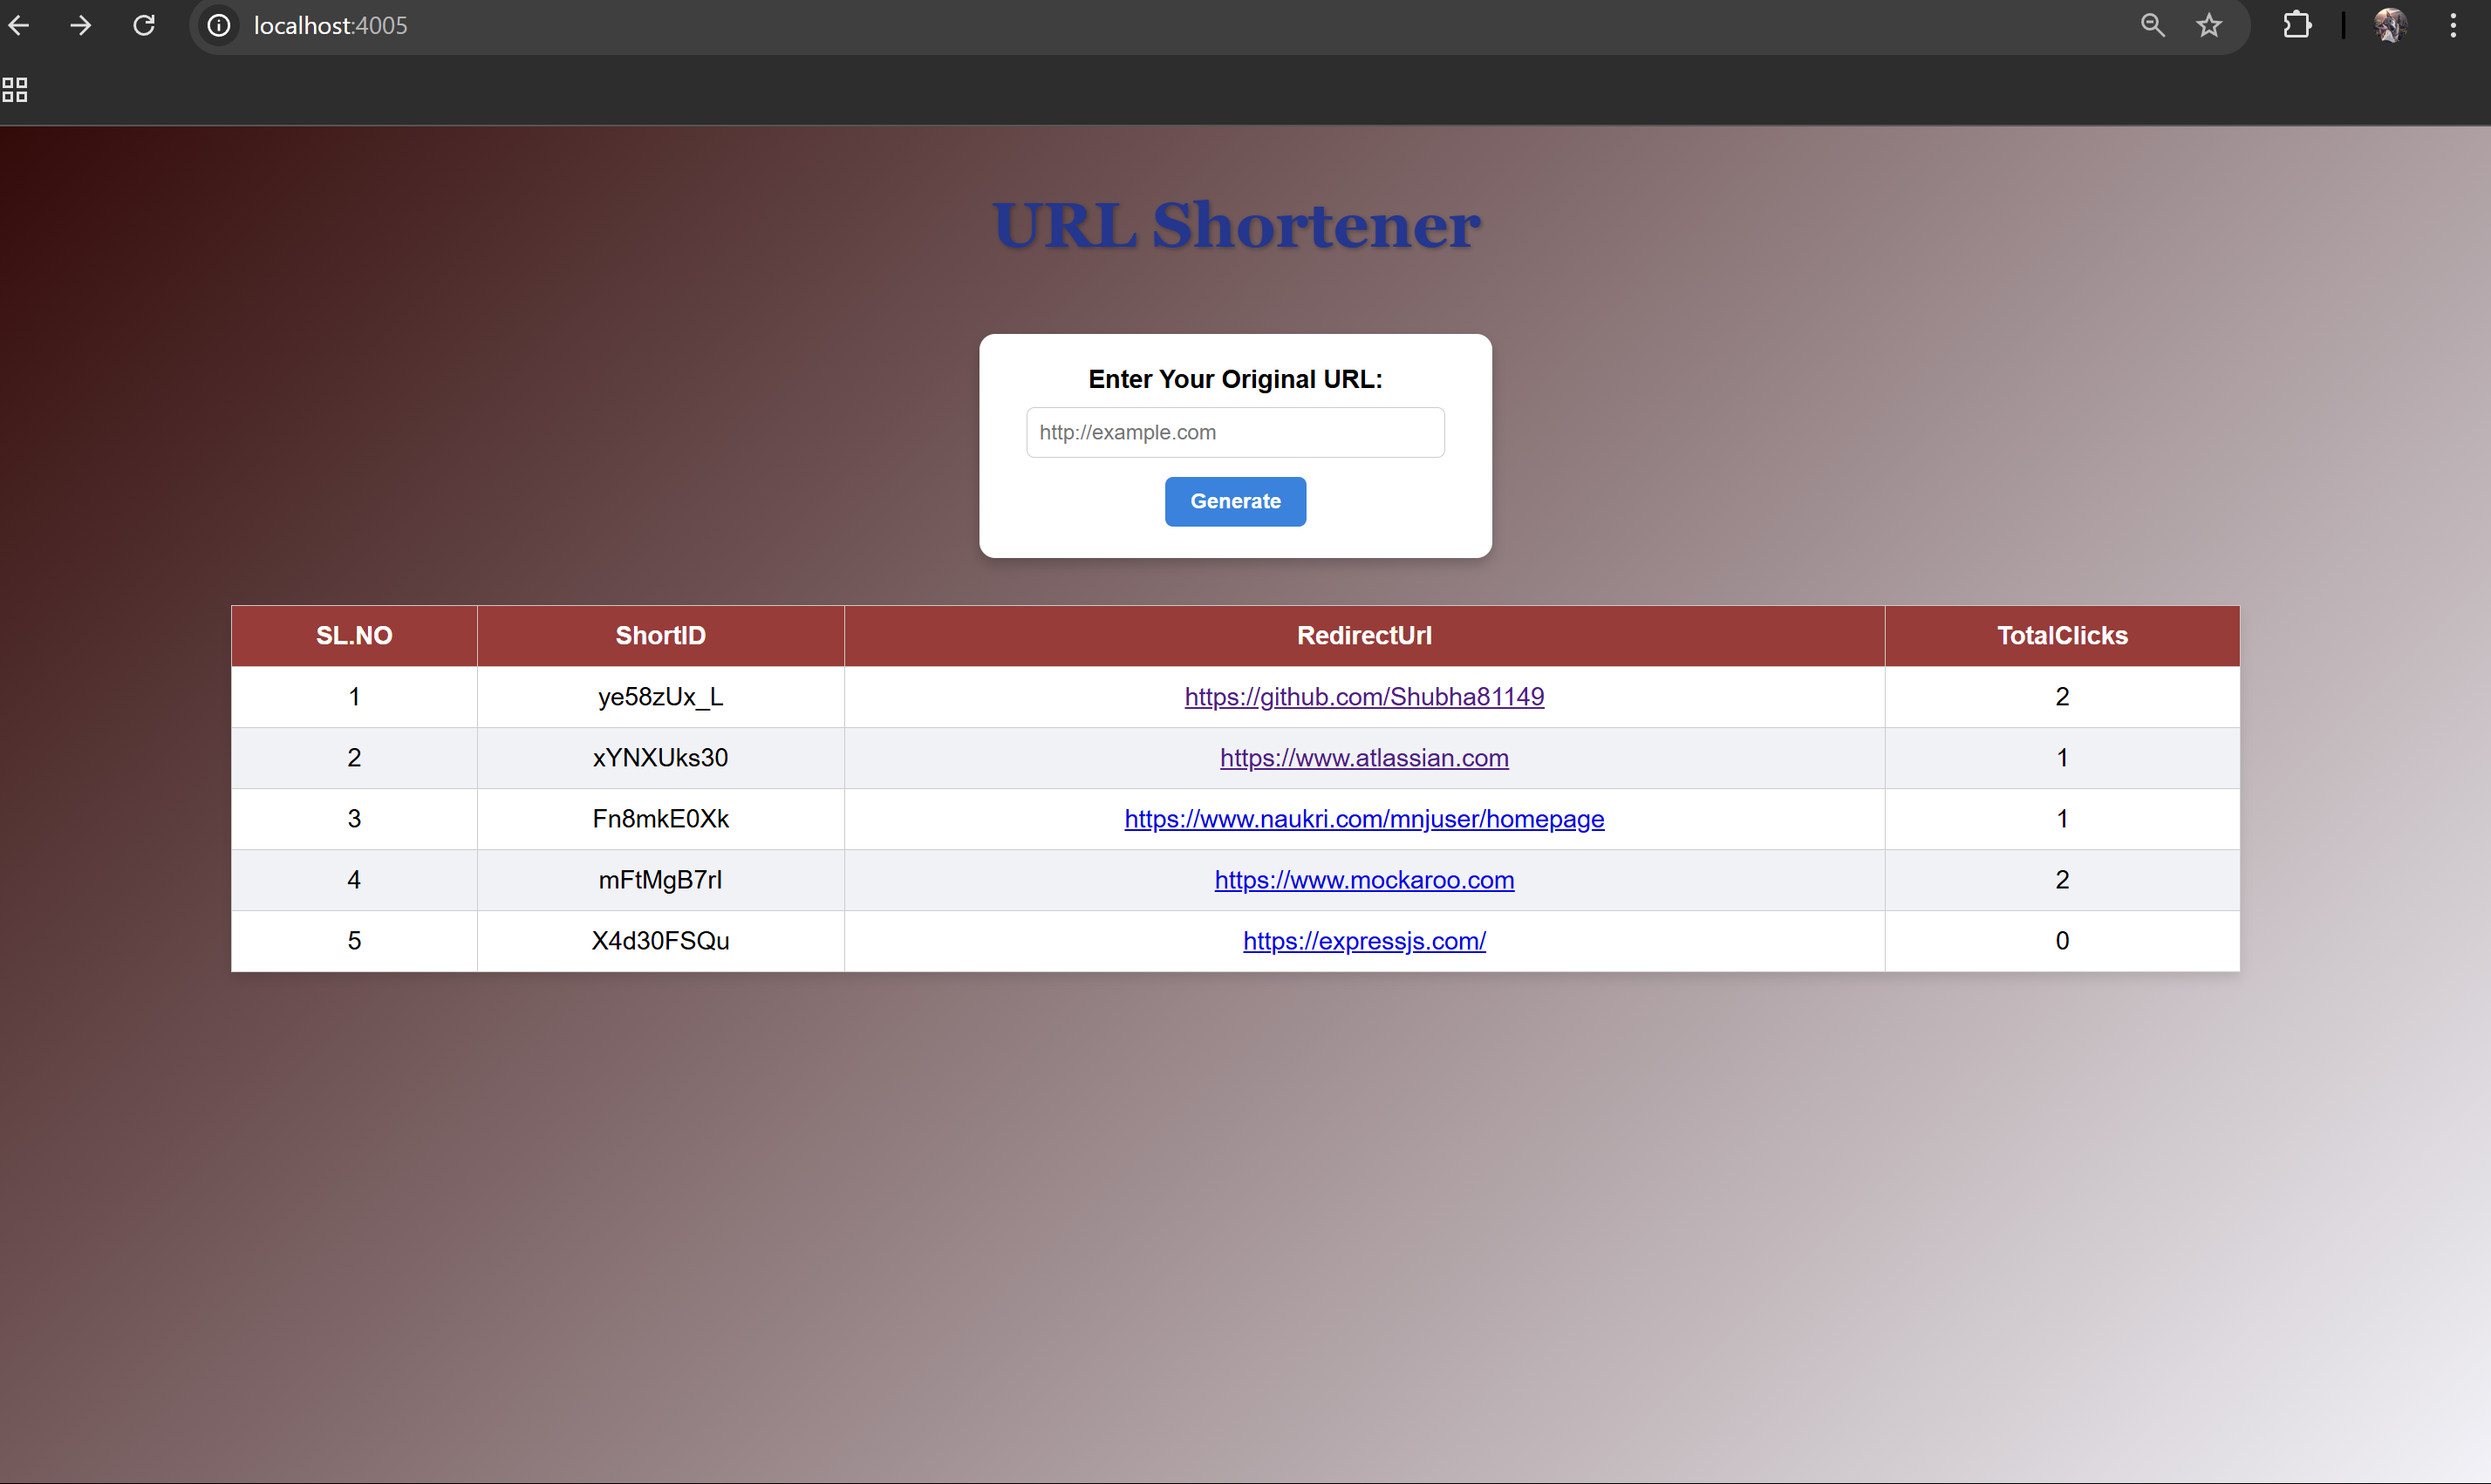 localhost:4005
URL Shortener
Enter Your Original URL:
http://example.com
Generate
SL.NO ShortID RedirectUrl TotalClicks
1 ye58zUx_L https://github.com/Shubha81149 2
2 xYNXUks30 https://www.atlassian.com 1
3 Fn8mkE0Xk https://www.naukri.com/mnjuser/homepage 1
4 mFtMgB7rI https://www.mockaroo.com 2
5 X4d30FSQu https://expressjs.com/ 0